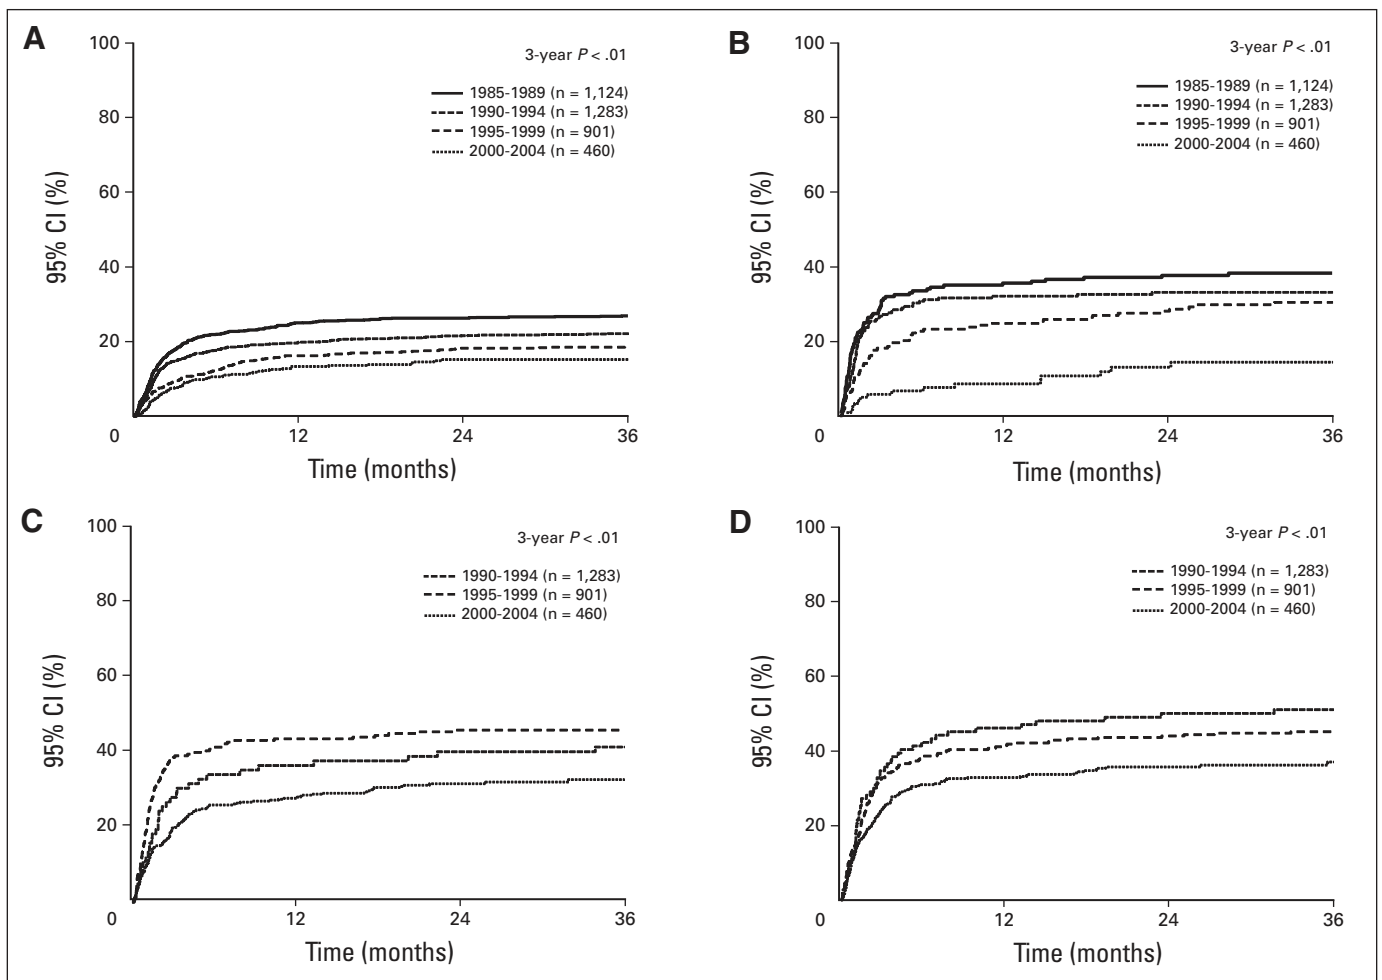 A
100
80
60
40
20
0
12
24
36
95% CI (%)
Time (months)
3-year P < .01
1985-1989 (n = 1,124)
1990-1994 (n = 1,283)
1995-1999 (n = 901)
2000-2004 (n = 460)
B
100
80
60
40
20
0
12
24
36
95% CI (%)
Time (months)
3-year P < .01
1985-1989 (n = 1,124)
1990-1994 (n = 1,283)
1995-1999 (n = 901)
2000-2004 (n = 460)
C
100
80
60
40
20
0
12
24
36
95% CI (%)
Time (months)
3-year P < .01
1990-1994 (n = 1,283)
1995-1999 (n = 901)
2000-2004 (n = 460)
D
100
80
60
40
20
0
12
24
36
95% CI (%)
Time (months)
3-year P < .01
1990-1994 (n = 1,283)
1995-1999 (n = 901)
2000-2004 (n = 460)